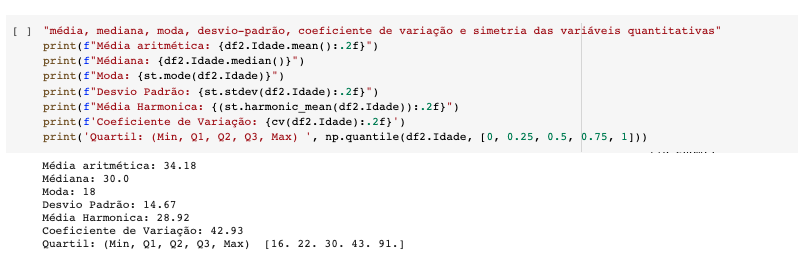 [ ] "média, mediana, moda, desvio-padrão, coeficiente de variação e simetria das variáveis quantitativas"
print(f"Média aritmética: {df2.Idade.mean():.2f}")
print(f"Médiana: {df2.Idade.median()}")
print(f"Moda: {st.mode(df2.Idade)}")
print(f"Desvio Padrão: {st.stdev(df2.Idade):.2f}")
print(f"Média Harmonica: {(st.harmonic_mean(df2.Idade)):.2f}")
print(f'Coeficiente de Variação: {cv(df2.Idade):.2f}')
print('Quartil: (Min, Q1, Q2, Q3, Max) ', np.quantile(df2.Idade, [0, 0.25, 0.5, 0.75, 1]))
Média aritmética: 34.18
Médiana: 30.0
Moda: 18
Desvio Padrão: 14.67
Média Harmonica: 28.92
Coeficiente de Variação: 42.93
Quartil: (Min, Q1, Q2, Q3, Max)  [16. 22. 30. 43. 91.]